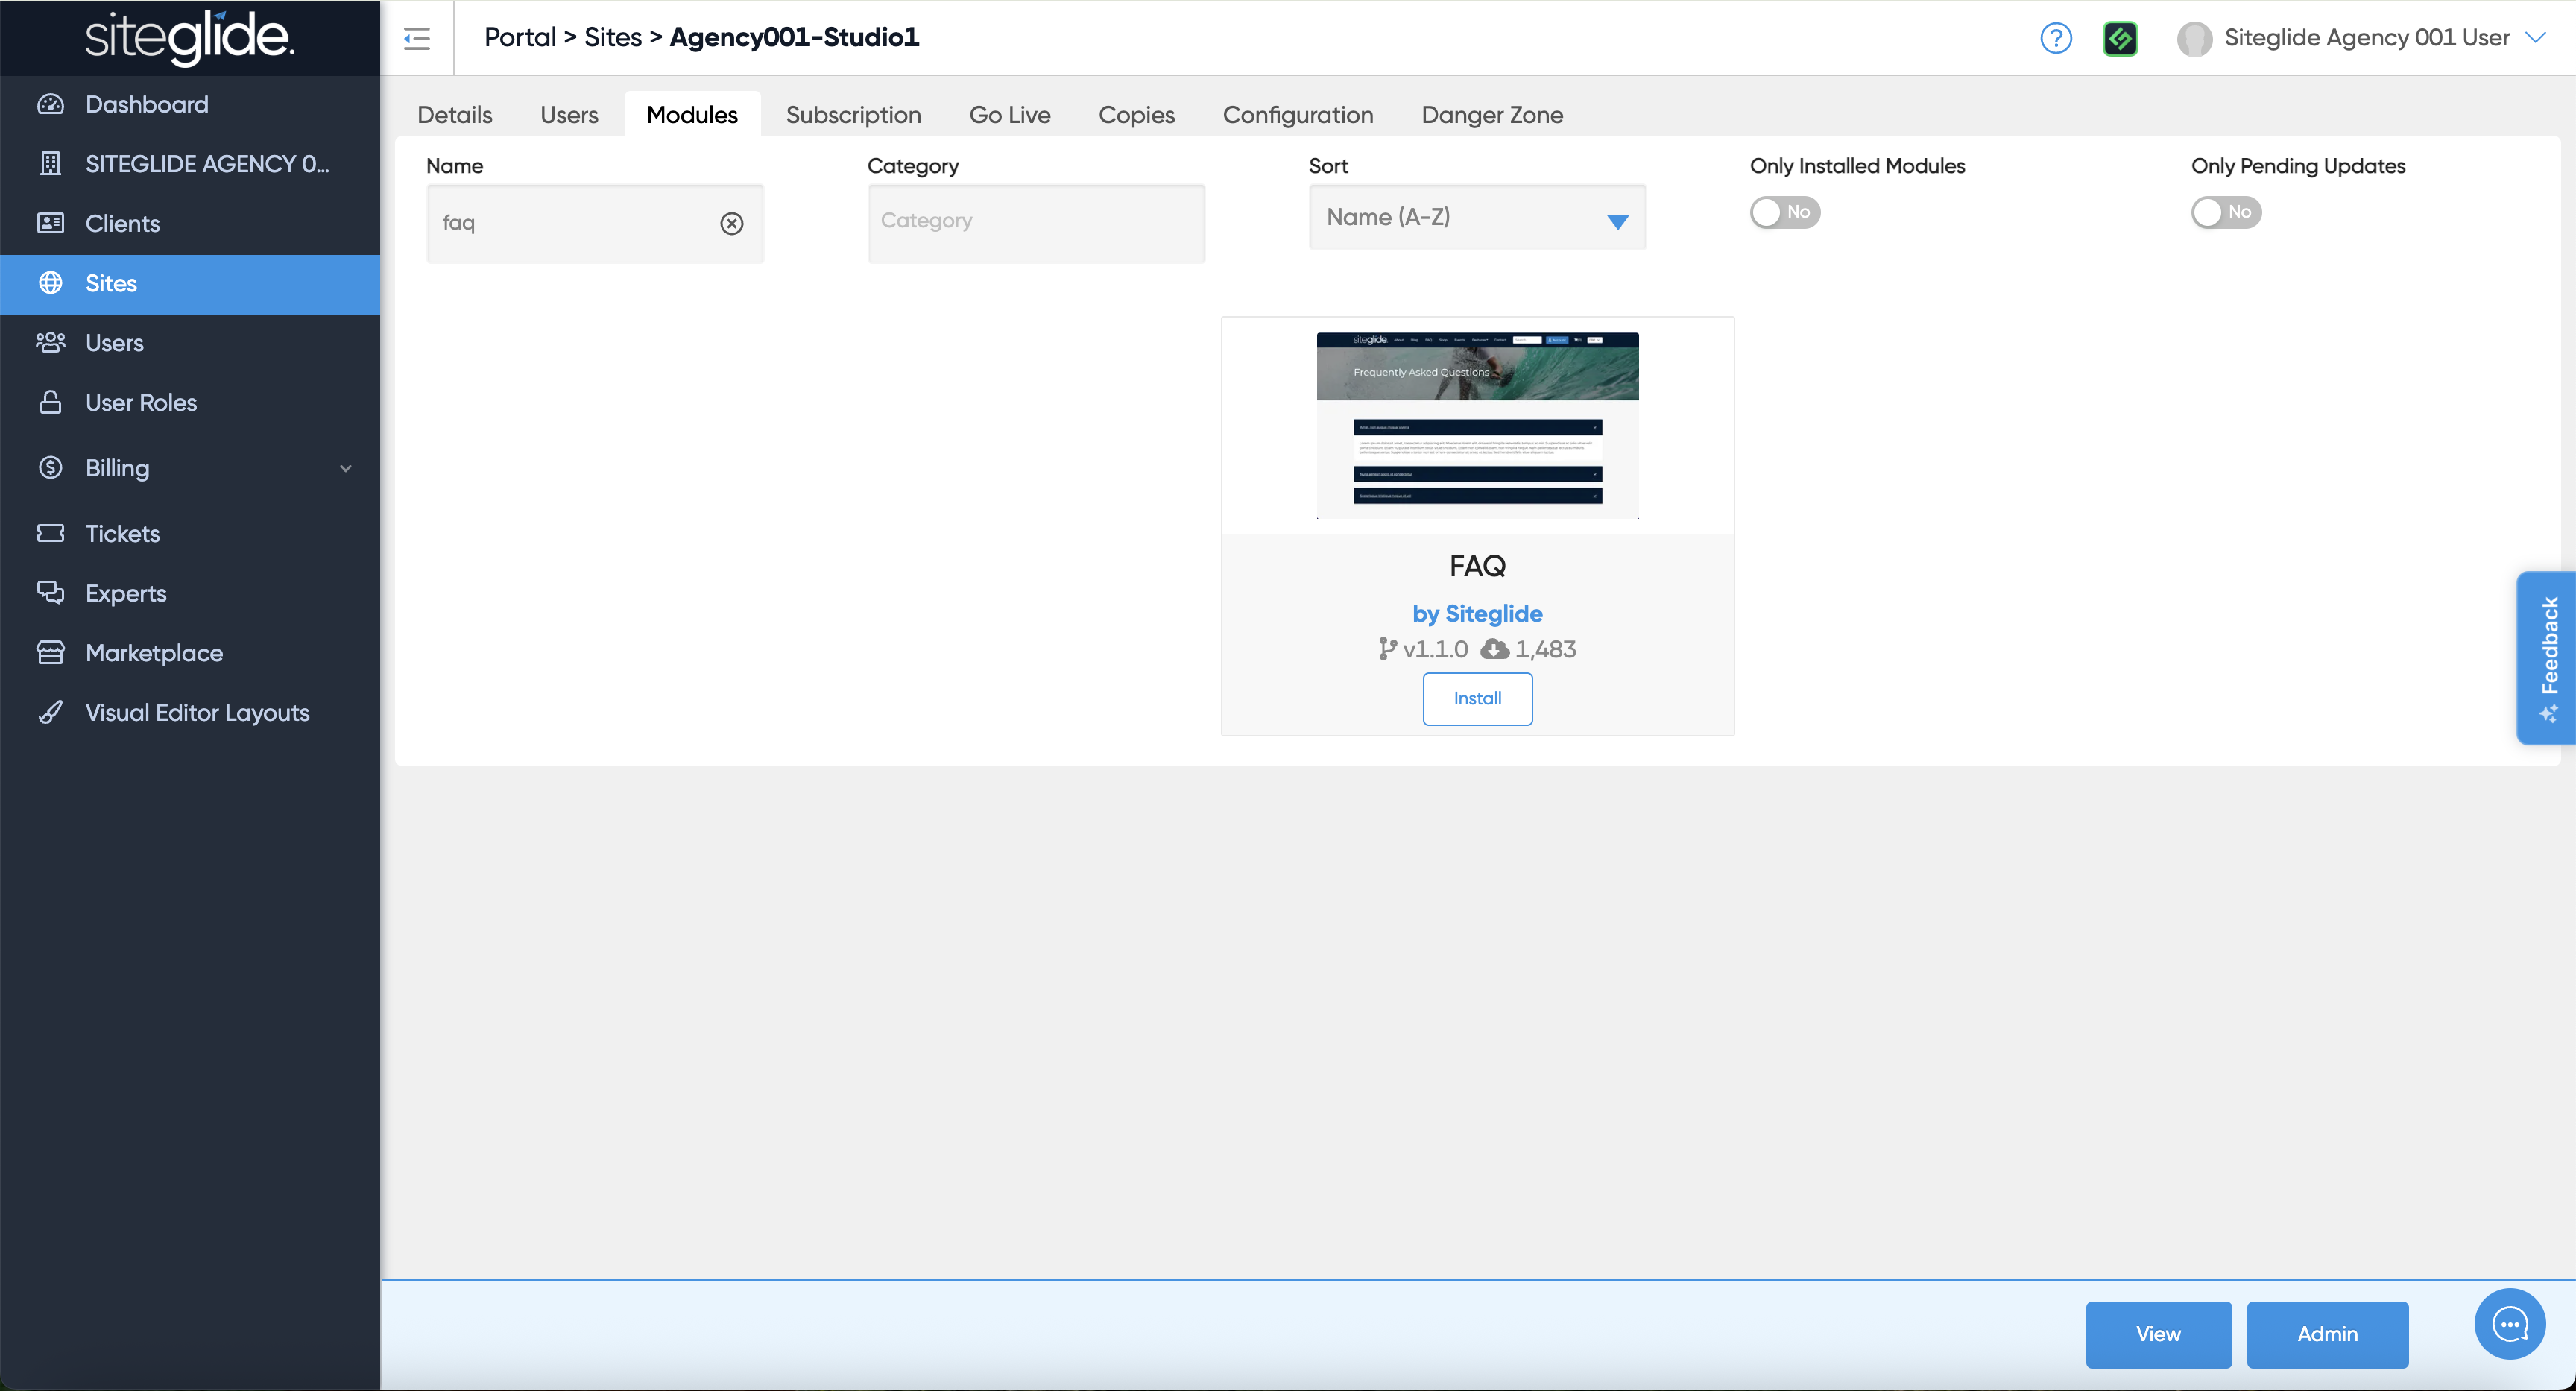 siteglide.
Portal > Sites > Agency001-Studio1
Siteglide Agency 001 User
Dashboard
SITEGLIDE AGENCY 0...
Clients
Sites
Users
User Roles
Billing
Tickets
Experts
Marketplace
Visual Editor Layouts
Details Users Modules Subscription Go Live Copies Configuration Danger Zone
Name Category Sort Only Installed Modules Only Pending Updates
faq Category Name (A-Z) No No
siteglide.
Frequently Asked Questions
FAQ
by Siteglide
v1.1.0 1,483
Install
Feedback
View Admin